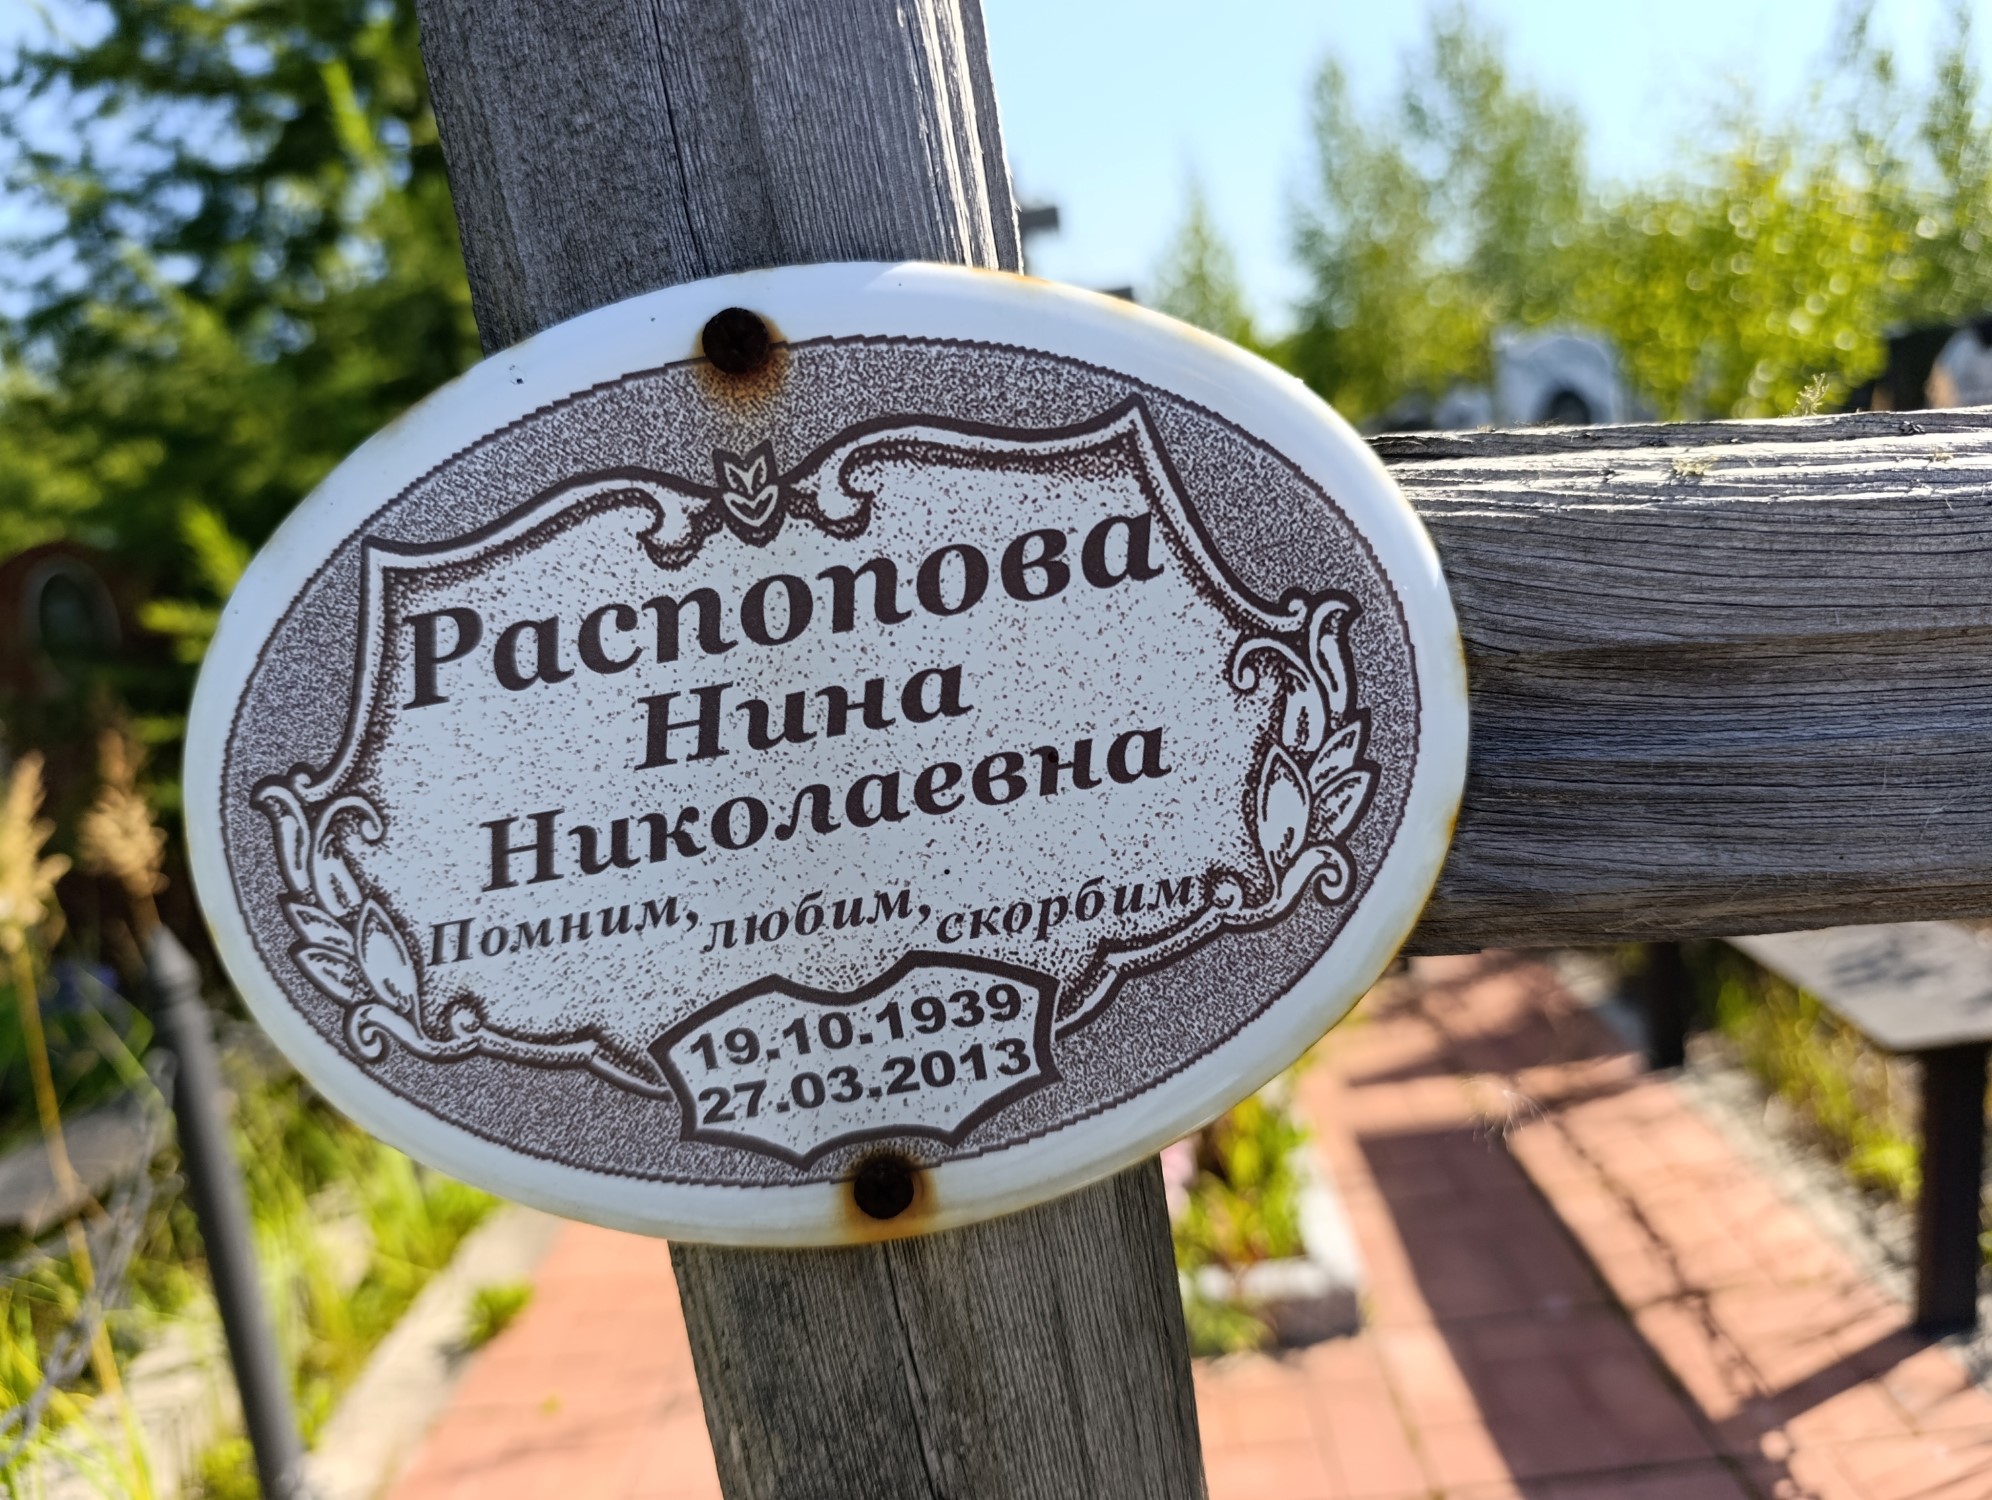 Распопова
Нина
Николаевна
Помним, любим, скорбим
19.10.1939
27.03.2013